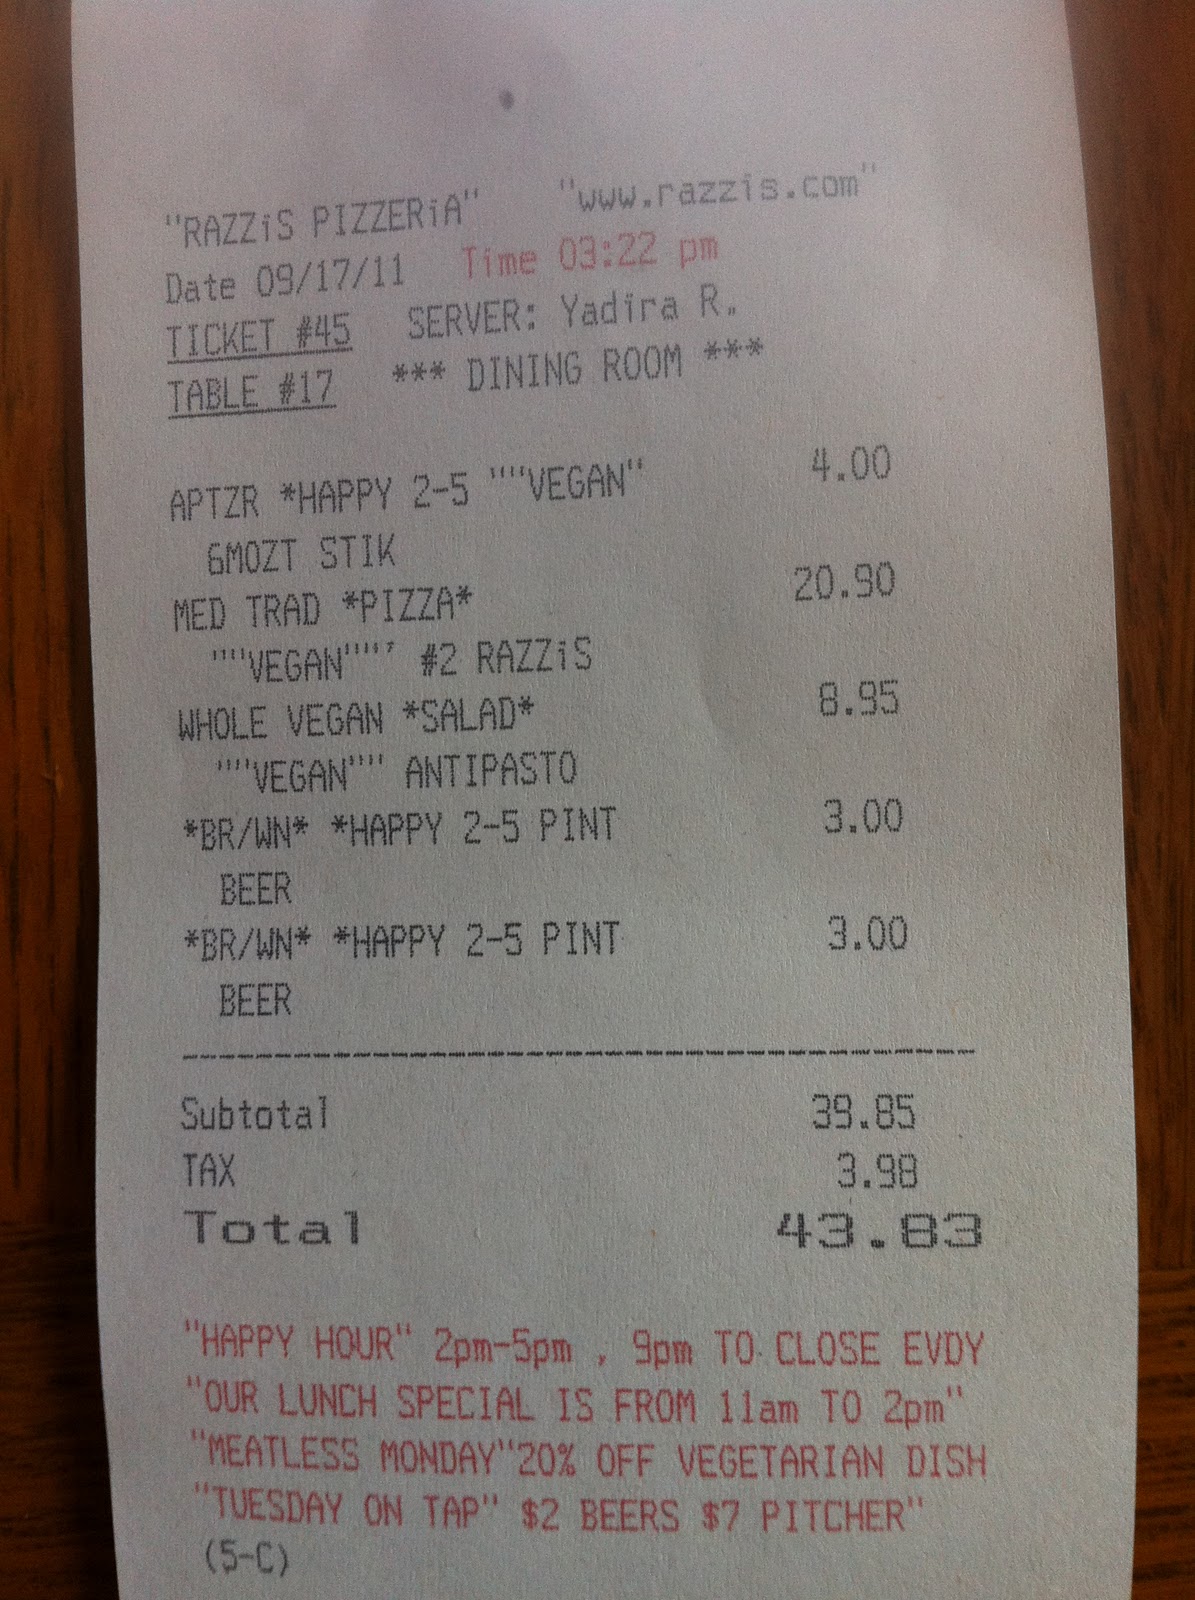 "RAZZiS PIZZERiA" "www.razzis.com"
Date 09/17/11 Time 03:22 pm
TICKET #45 SERVER: Yadira R.
TABLE #17 *** DINING ROOM ***
APTZR *HAPPY 2-5 """VEGAN" 4.00
6MOZT STIK
MED TRAD *PIZZA* 20.90
""VEGAN""' #2 RAZZiS
WHOLE VEGAN *SALAD* 8.95
""VEGAN"" ANTIPASTO
*BR/WN* *HAPPY 2-5 PINT 3.00
BEER
*BR/WN* *HAPPY 2-5 PINT 3.00
BEER
Subtotal 39.85
TAX 3.98
Total 43.83
"HAPPY HOUR" 2pm-5pm , 9pm TO CLOSE EVDY
"OUR LUNCH SPECIAL IS FROM 11am TO 2pm"
"MEATLESS MONDAY"20% OFF VEGETARIAN DISH
"TUESDAY ON TAP" $2 BEERS $7 PITCHER"
(5-C)